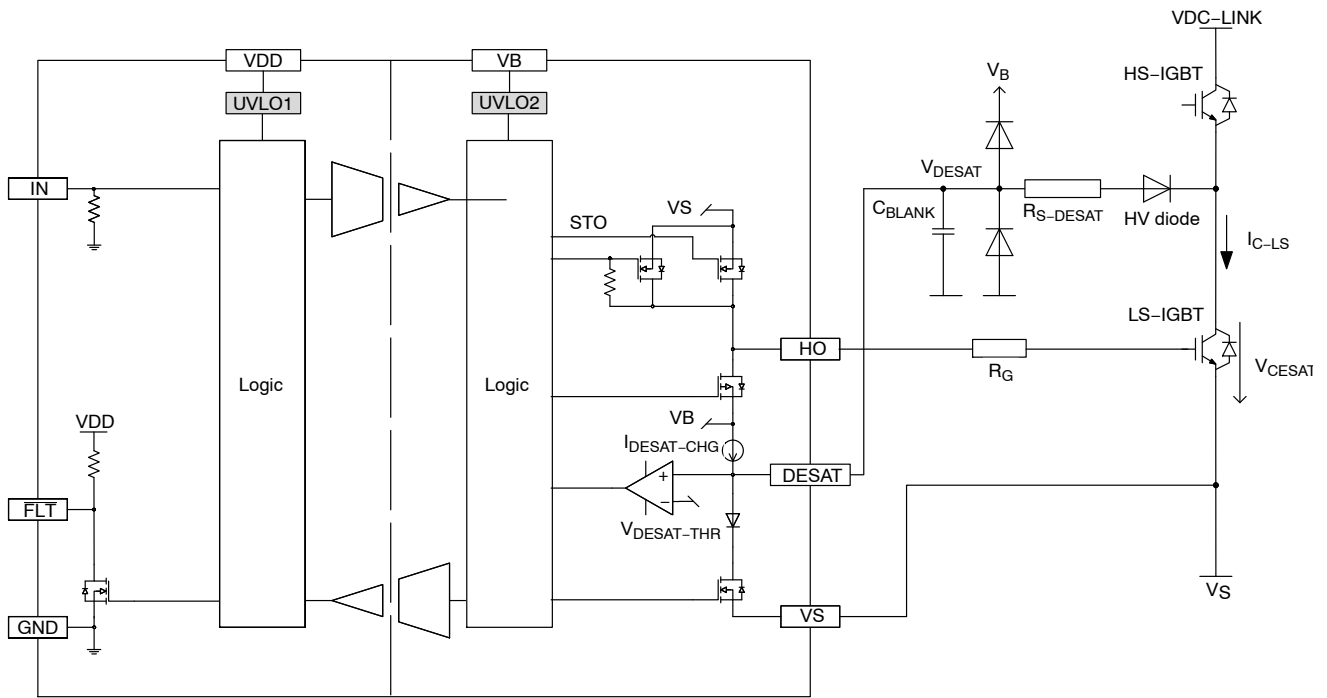 VDC–LINK
VDD
VB
VB
HS–IGBT
UVLO1
UVLO2
VDESAT
IN
CBLANK
RS–DESAT
HV diode
VS
STO
IC–LS
LS–IGBT
HO
RG
VCESAT
Logic
Logic
VDD
VB
IDESAT–CHG
+
DESAT
–
FLT
VDESAT–THR
VS
GND
VS